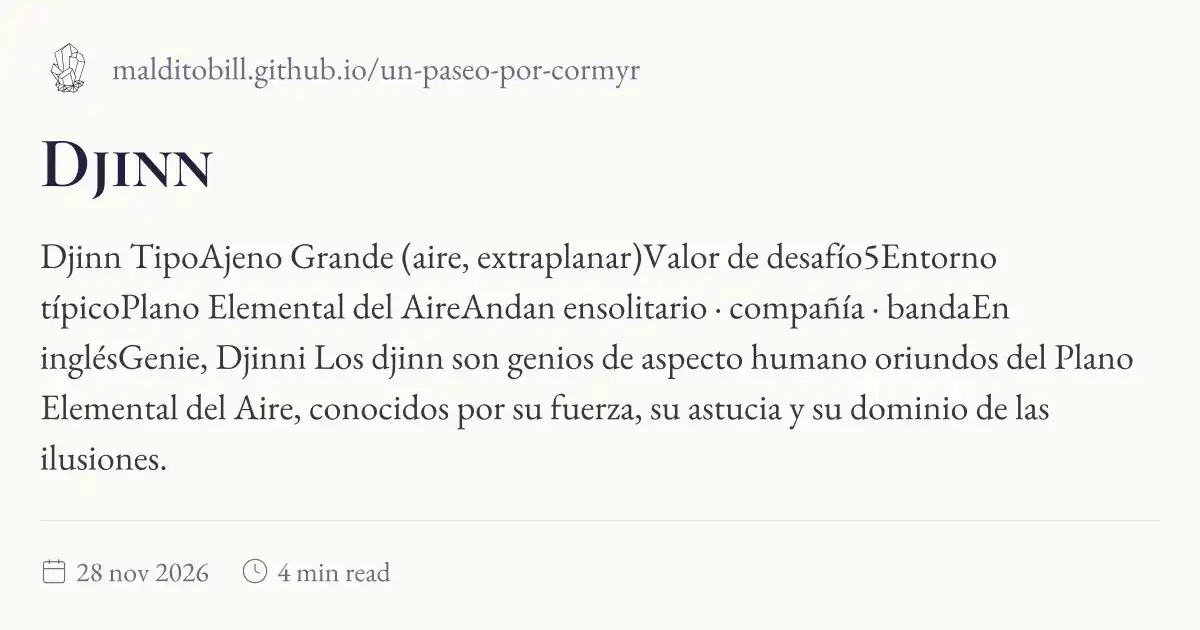 malditobill.github.io/un-paseo-por-cormyr
Djinn
Djinn TipoAjeno Grande (aire, extraplanar)Valor de desafío5Entorno
típicoPlano Elemental del AireAndan ensolitario · compañía · bandaEn
inglésGenie, Djinni Los djinn son genios de aspecto humano oriundos del Plano
Elemental del Aire, conocidos por su fuerza, su astucia y su dominio de las
ilusiones.
28 nov 2026 4 min read